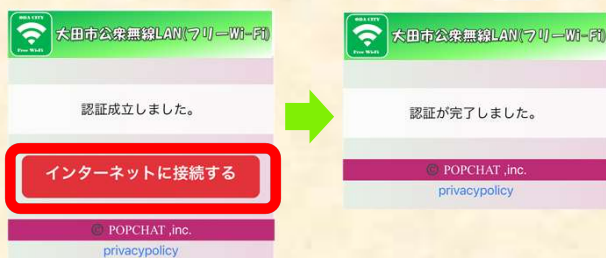 OHDA CITY
Free Wi-Fi
大田市公衆無線LAN(フリーWi-Fi)
認証成立しました。
インターネットに接続する
© POPCHAT ,inc.
privacypolicy
Free Wi-Fi
大田市公衆無線LAN(フリーWi-Fi)
認証が完了しました。
© POPCHAT ,inc.
privacypolicy